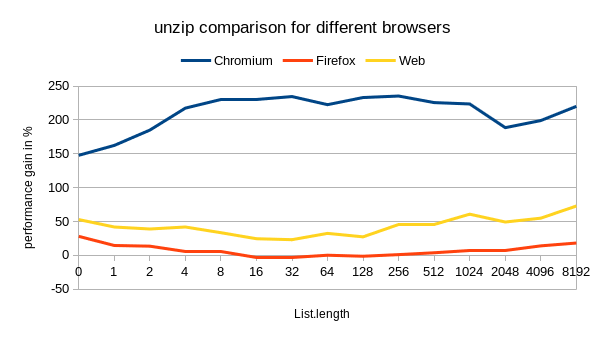 unzip comparison for different browsers
Chromium Firefox Web
performance gain in %
250
200
150
100
50
0
-50
0 1 2 4 8 16 32 64 128 256 512 1024 2048 4096 8192
List.length